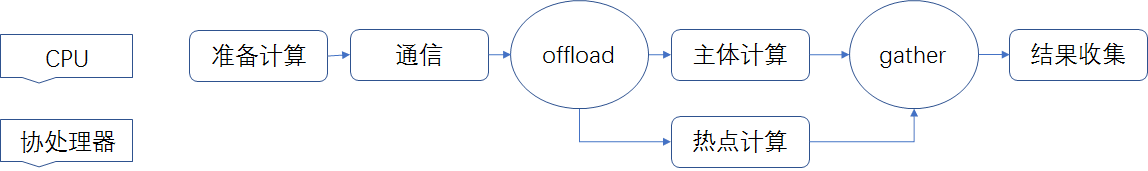 CPU
准备计算
通信
offload
主体计算
gather
结果收集
协处理器
热点计算